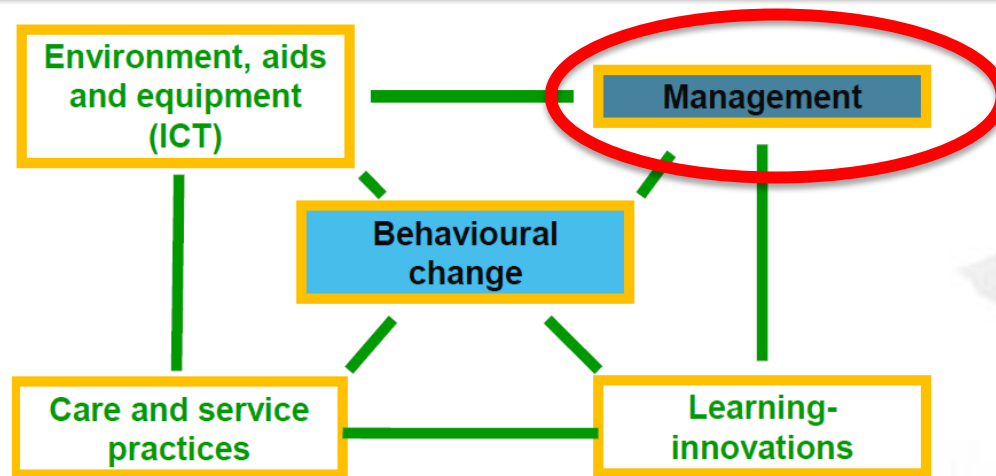 Environment, aids
and equipment
(ICT)
Management
Behavioural
change
Care and service
practices
Learning-
innovations